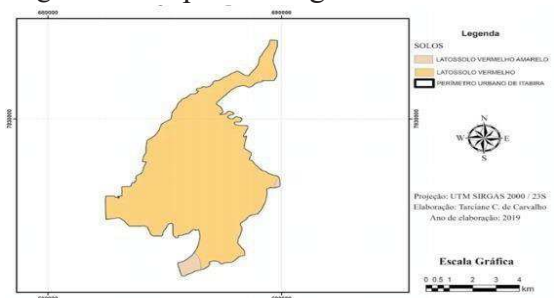 Legenda
SOLOS
LATOSSOLO VERMELHO AMARELO
LATOSSOLO VERMELHO
PERÍMETRO URBANO DE ITABIRA
N
W
E
S
Projeção: UTM SIRGAS 2000 / 23S
Elaboração: Tarciane C. de Carvalho
Ano de elaboração: 2019
Escala Gráfica
0 0.5 1 2 3 4
km